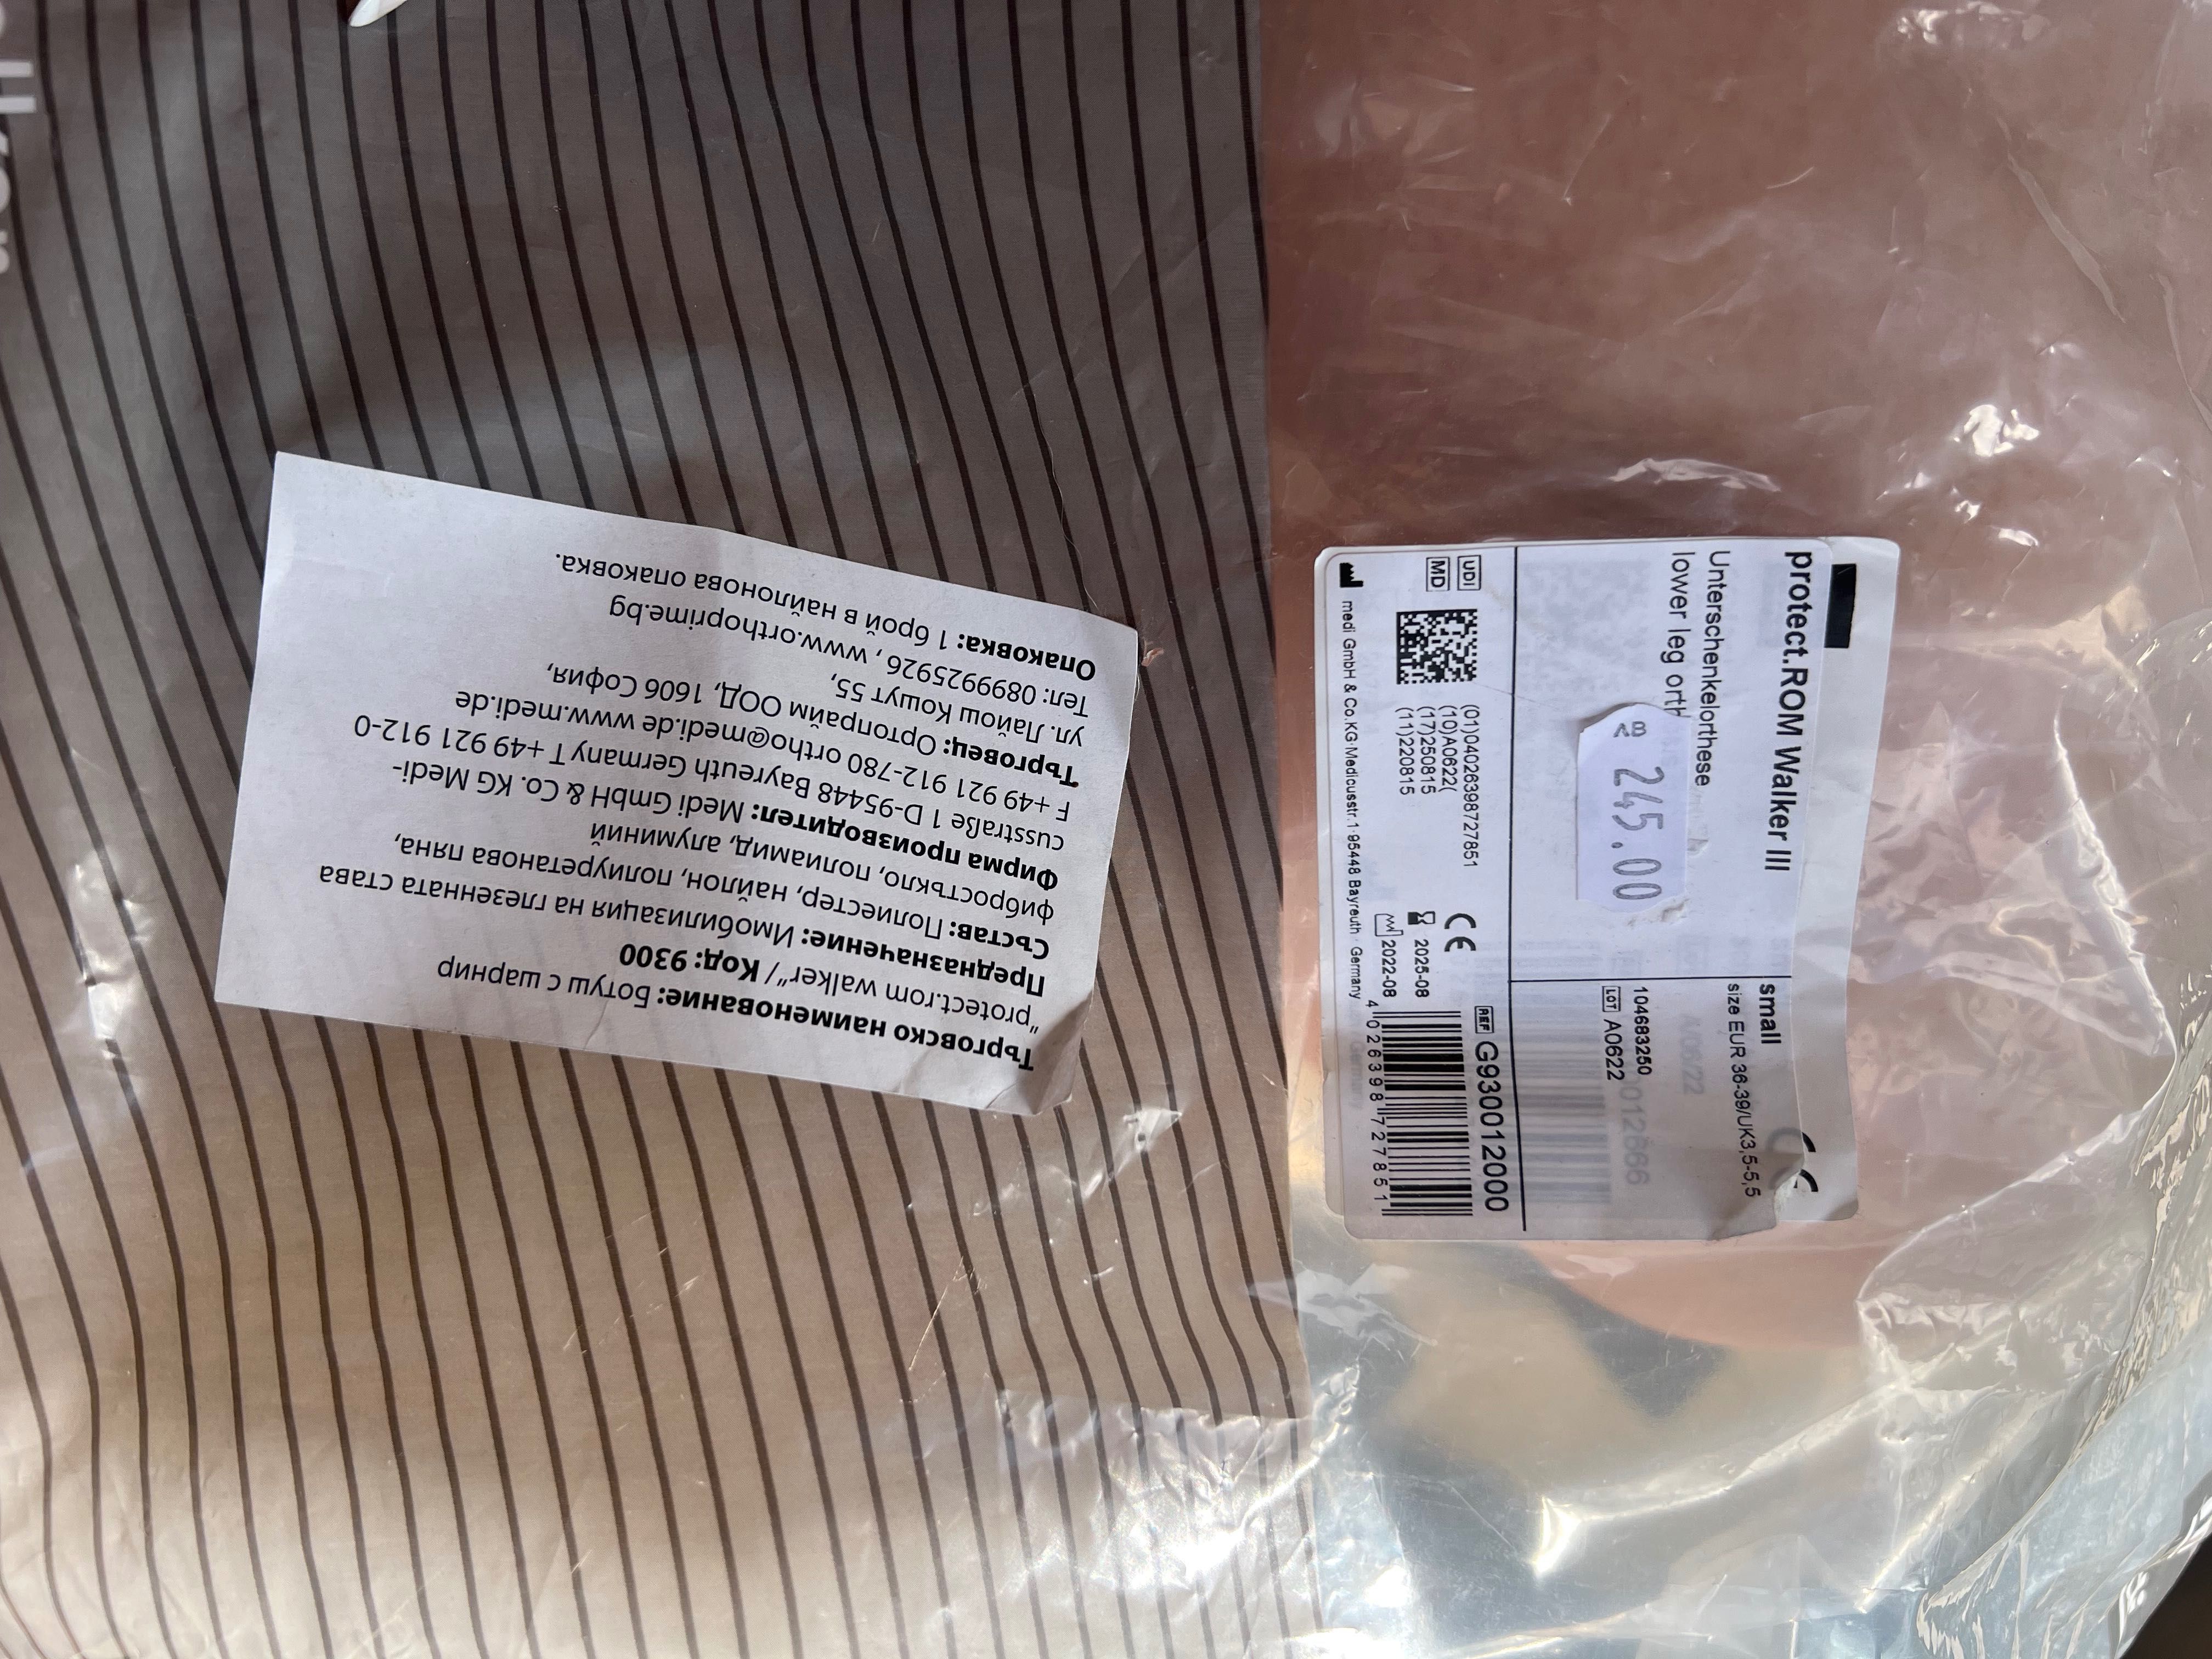 Търговско наименование: Ботуш с шарнир
"protect.rom walker"/ Код: 9300
Предназначение: Имобилизация на глезенната става
Състав: Полиестер, найлон, полиуретанова пяна,
фибростъкло, полиамид, алуминий
Фирма производител: Medi GmbH & Co. KG Medi-
cusstraße 1 D-95448 Bayreuth Germany T +49 921 912-0
F +49 921 912-780 ortho@medi.de www.medi.de
Търговец: Ортопрайм ООД, 1606 София,
ул. Лайош Кошут 55,
Тел: 0899925926 , www.orthoprime.bg
Опаковка: 1 брой в найлонова опаковка.
protect.ROM Walker III
Unterschenkelorthese
lower leg orth
245.00
small
size EUR 36-39/UK3,5-5,5
104683250
LOT A0622
UDI
MD
(01)04026398727851
(10)A0622(
(17)250815
(11)220815
CE
2025-08
2022-08
REF G930012000
4 026398 727851
medi GmbH & Co.KG·Medicusstr.1·95448 Bayreuth · Germany